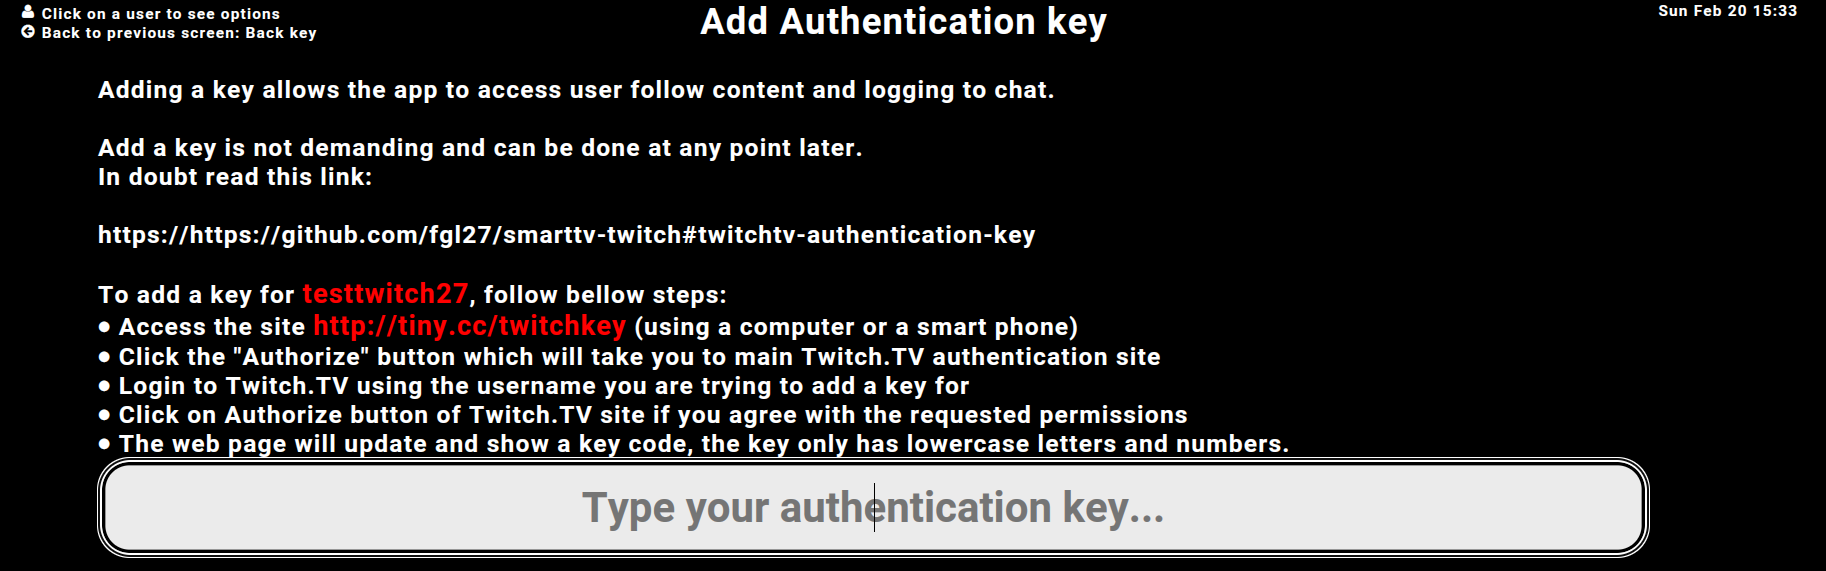 Click on a user to see options
Back to previous screen: Back key
Add Authentication key
Sun Feb 20 15:33
Adding a key allows the app to access user follow content and logging to chat.
Add a key is not demanding and can be done at any point later.
In doubt read this link:
https://https://github.com/fgl27/smarttv-twitch#twitchtv-authentication-key
To add a key for testtwitch27, follow bellow steps:
● Access the site http://tiny.cc/twitchkey (using a computer or a smart phone)
● Click the "Authorize" button which will take you to main Twitch.TV authentication site
● Login to Twitch.TV using the username you are trying to add a key for
● Click on Authorize button of Twitch.TV site if you agree with the requested permissions
● The web page will update and show a key code, the key only has lowercase letters and numbers.
Type your authentication key...